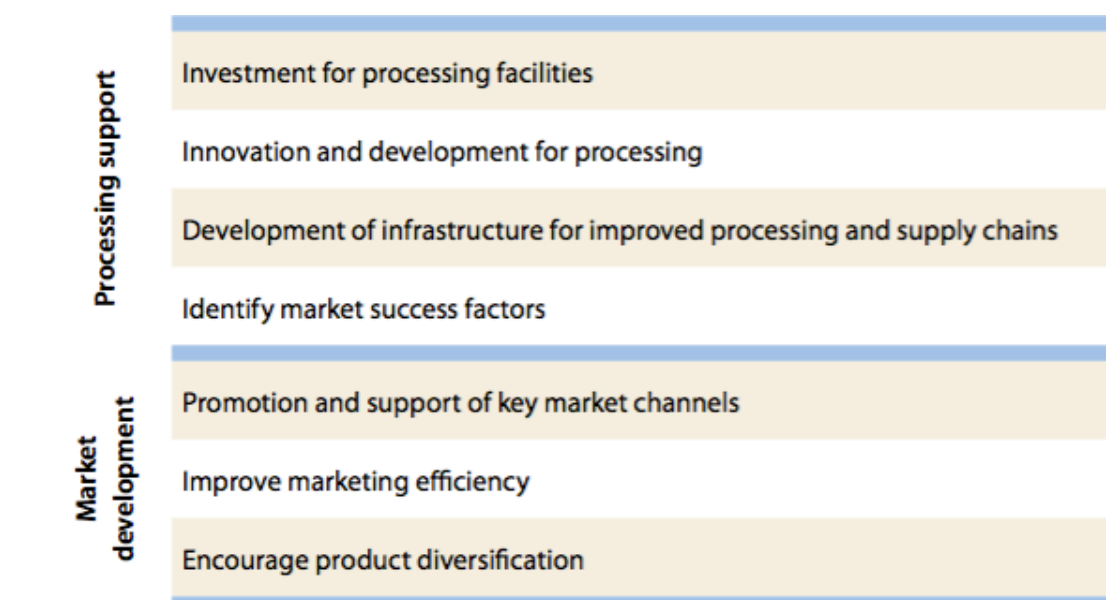 Processing support
Investment for processing facilities
Innovation and development for processing
Development of infrastructure for improved processing and supply chains
Identify market success factors
Market
development
Promotion and support of key market channels
Improve marketing efficiency
Encourage product diversification